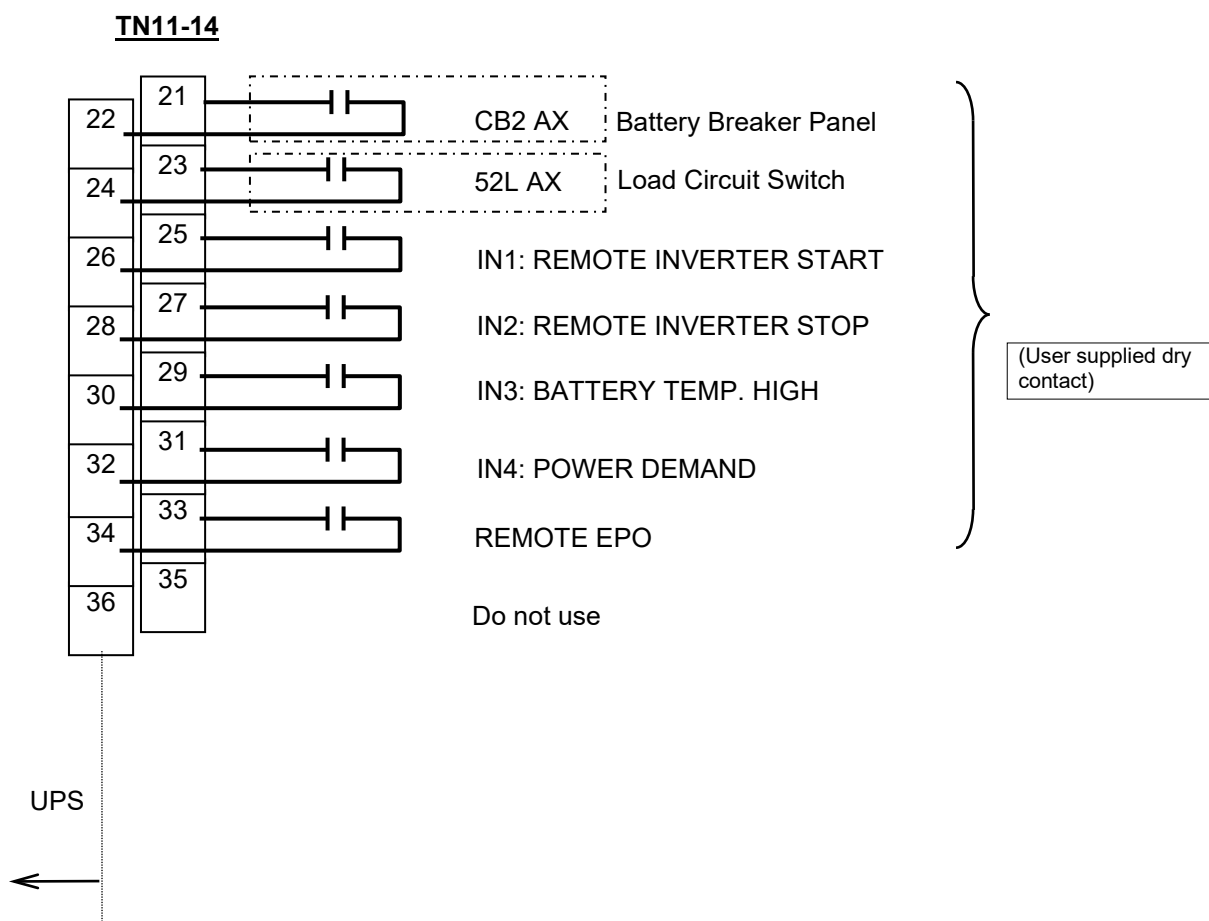 TN11-14
21
22
CB2 AX
Battery Breaker Panel
23
24
52L AX
Load Circuit Switch
25
26
IN1: REMOTE INVERTER START
27
28
IN2: REMOTE INVERTER STOP
29
30
IN3: BATTERY TEMP. HIGH
31
32
IN4: POWER DEMAND
33
34
REMOTE EPO
35
36
Do not use
(User supplied dry
contact)
UPS